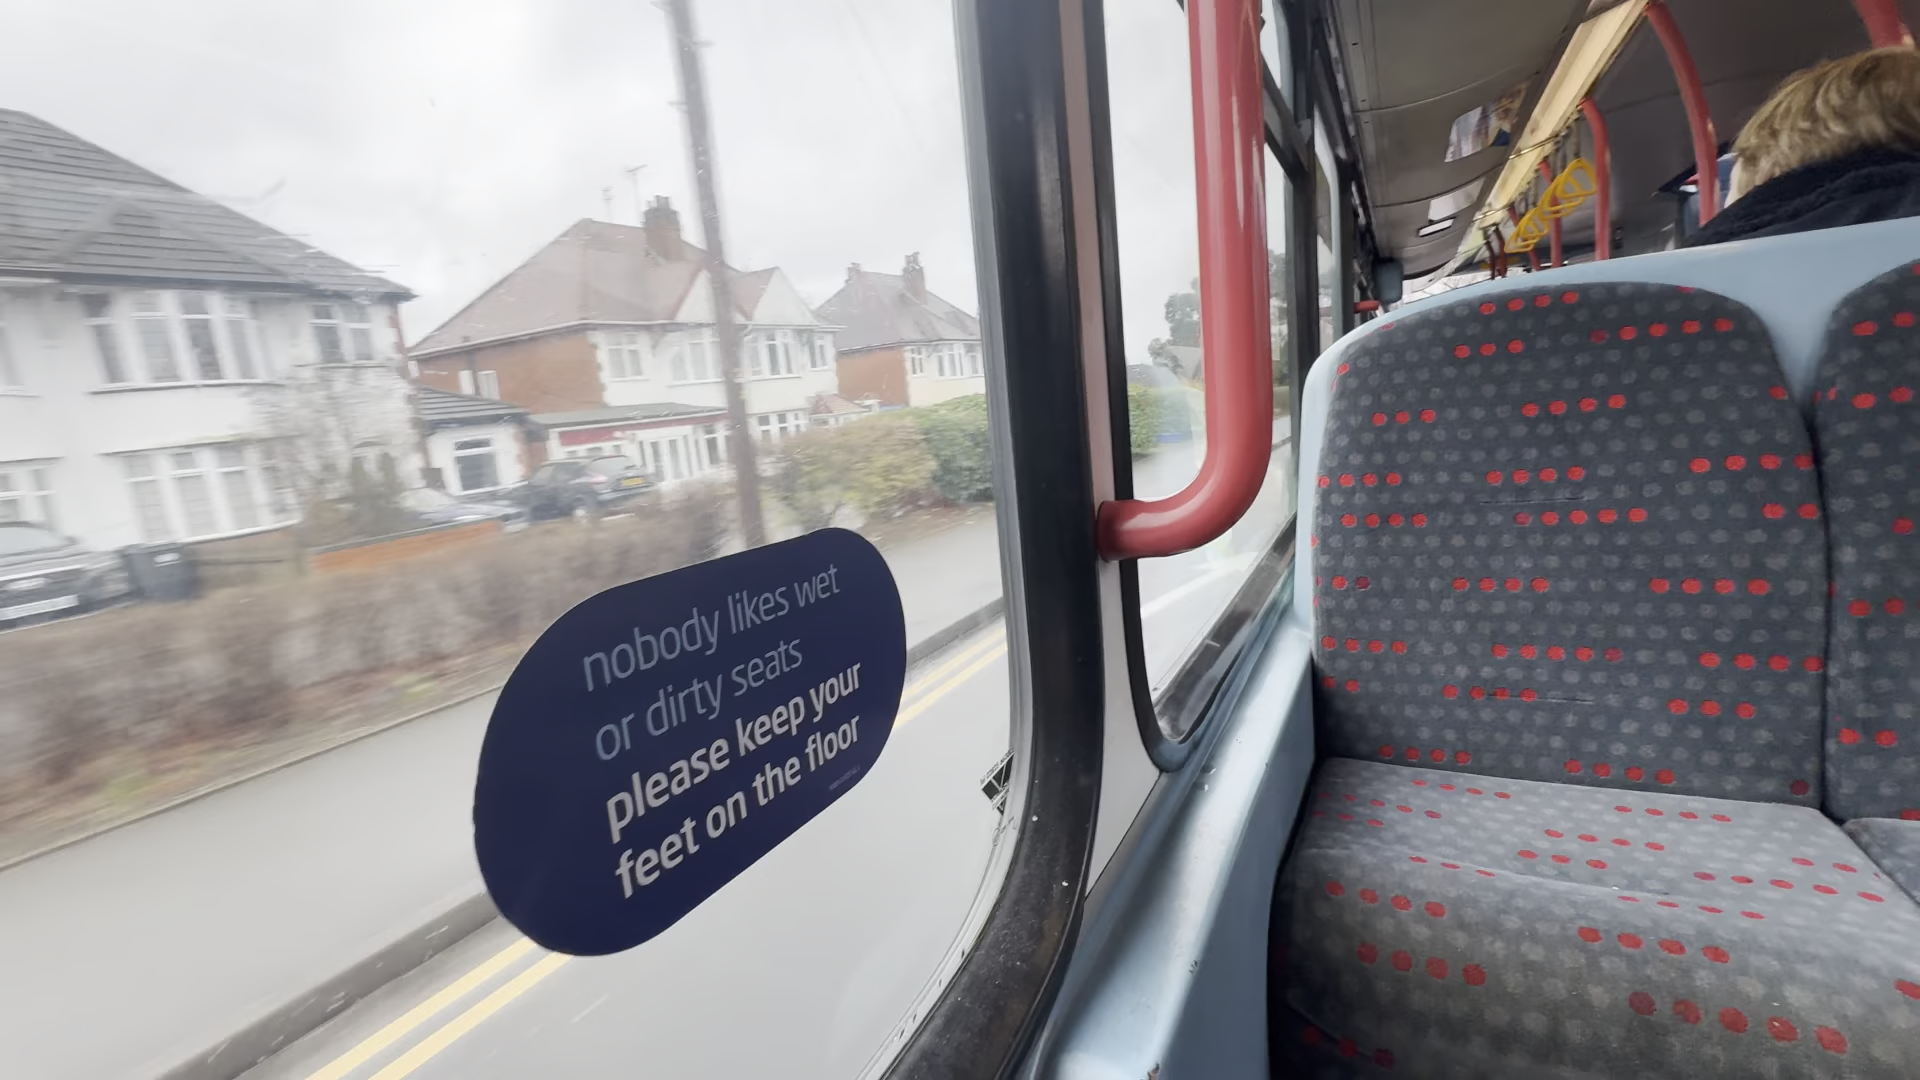 nobody likes wet
or dirty seats
please keep your
feet on the floor